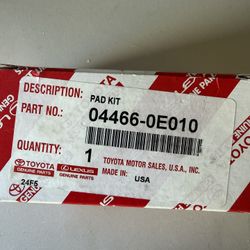 DESCRIPTION:
PAD KIT
PART NO.:
04466-0E010
QUANTITY:
1
TOYOTA MOTOR SALES, U.S.A., INC.
TOYOTA
GENUINE PARTS
LEXUS
GENUINE PARTS
MADE IN:
USA